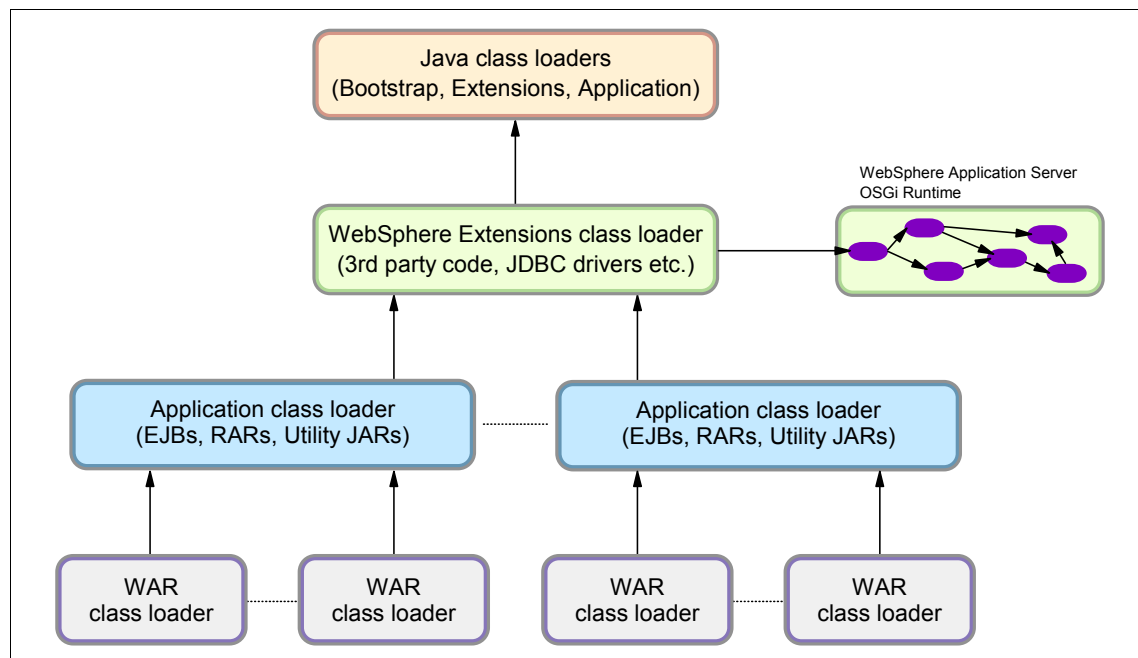 Java class loaders
(Bootstrap, Extensions, Application)
WebSphere Application Server
OSGi Runtime
WebSphere Extensions class loader
(3rd party code, JDBC drivers etc.)
Application class loader
(EJBs, RARs, Utility JARs)
Application class loader
(EJBs, RARs, Utility JARs)
WAR
class loader
WAR
class loader
WAR
class loader
WAR
class loader